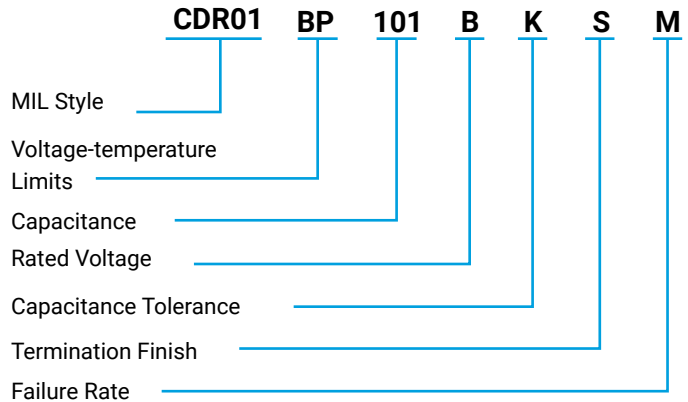 CDR01 BP 101 B K S M
MIL Style
Voltage-temperature
Limits
Capacitance
Rated Voltage
Capacitance Tolerance
Termination Finish
Failure Rate